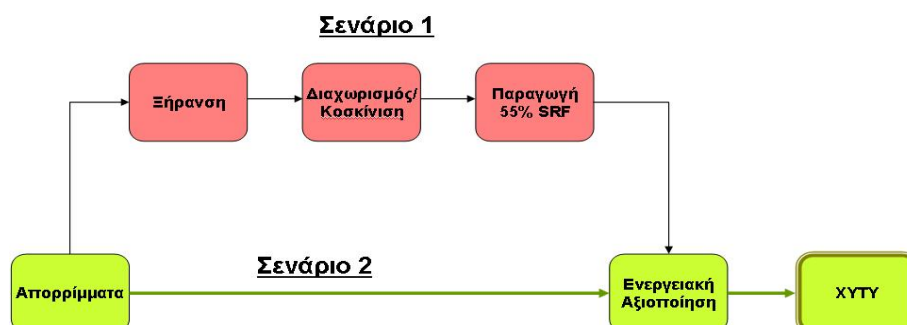 Σενάριο 1
Ξήρανση
Διαχωρισμός/
Κοσκίνιση
Παραγωγή
55% SRF
Σενάριο 2
Απορρίμματα
Ενεργειακή
Αξιοποίηση
ΧΥΤΥ